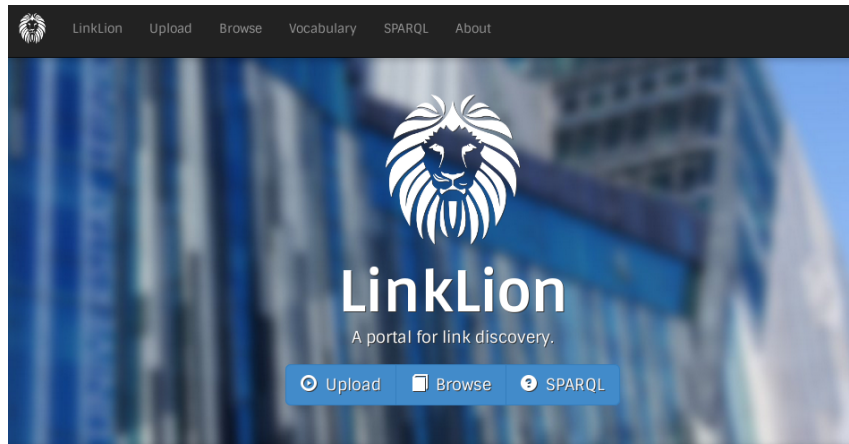 LinkLion Upload Browse Vocabulary SPARQL About
LinkLion
A portal for link discovery.
Upload Browse SPARQL